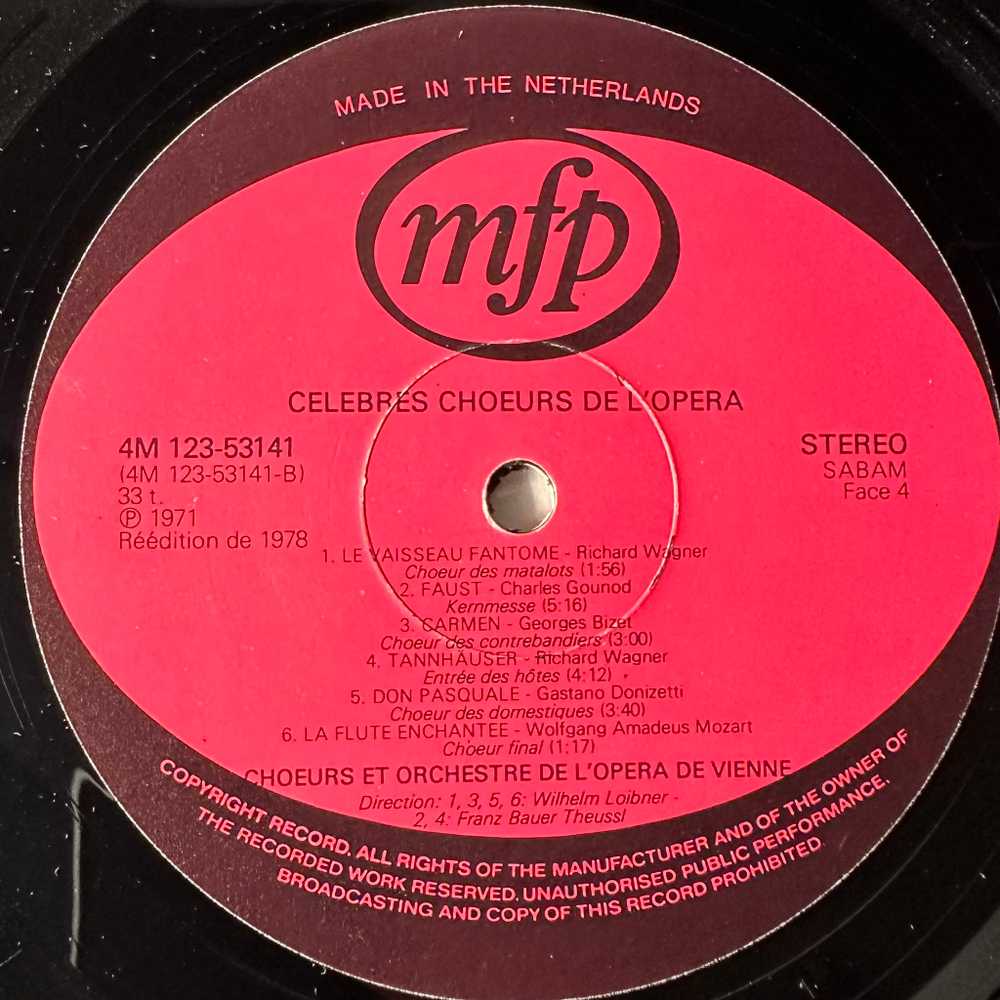 MADE IN THE NETHERLANDS
mfp
CELEBRES CHOEURS DE L'OPERA
4M 123-53141
(4M 123-53141-B)
33 t.
℗ 1971
Réédition de 1978
STEREO
SABAM
Face 4
1. LE VAISSEAU FANTOME - Richard Wagner
Choeur des matalots (1:56)
2. FAUST - Charles Gounod
Kernmesse (5:16)
3. CARMEN - Georges Bizet
Choeur des contrebandiers (3:00)
4. TANNHÄUSER - Richard Wagner
Entrée des hôtes (4:12)
5. DON PASQUALE - Gastano Donizetti
Choeur des domestiques (3:40)
6. LA FLUTE ENCHANTEE - Wolfgang Amadeus Mozart
Choeur final (1:17)
CHOEURS ET ORCHESTRE DE L'OPERA DE VIENNE
Direction: 1, 3, 5, 6: Wilhelm Loibner -
2, 4: Franz Bauer Theussl
COPYRIGHT RECORD. ALL RIGHTS OF THE MANUFACTURER AND OF THE OWNER OF
THE RECORDED WORK RESERVED. UNAUTHORISED PUBLIC PERFORMANCE,
BROADCASTING AND COPY OF THIS RECORD PROHIBITED.